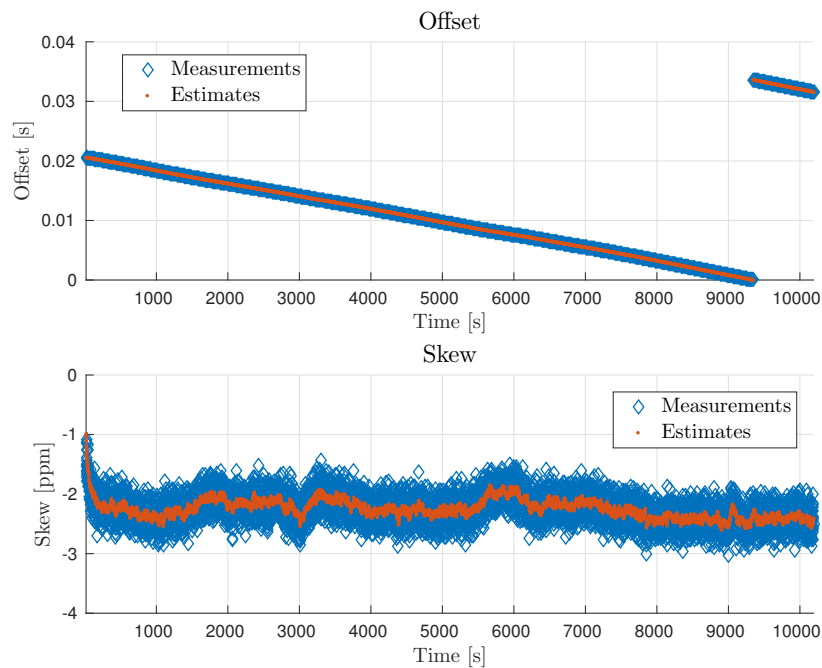 Offset
0.04
0.03
0.02
0.01
0
Offset [s]
Measurements
Estimates
1000 2000 3000 4000 5000 6000 7000 8000 9000 10000
Time [s]
Skew
0
-1
-2
-3
-4
Skew [ppm]
Measurements
Estimates
1000 2000 3000 4000 5000 6000 7000 8000 9000 10000
Time [s]